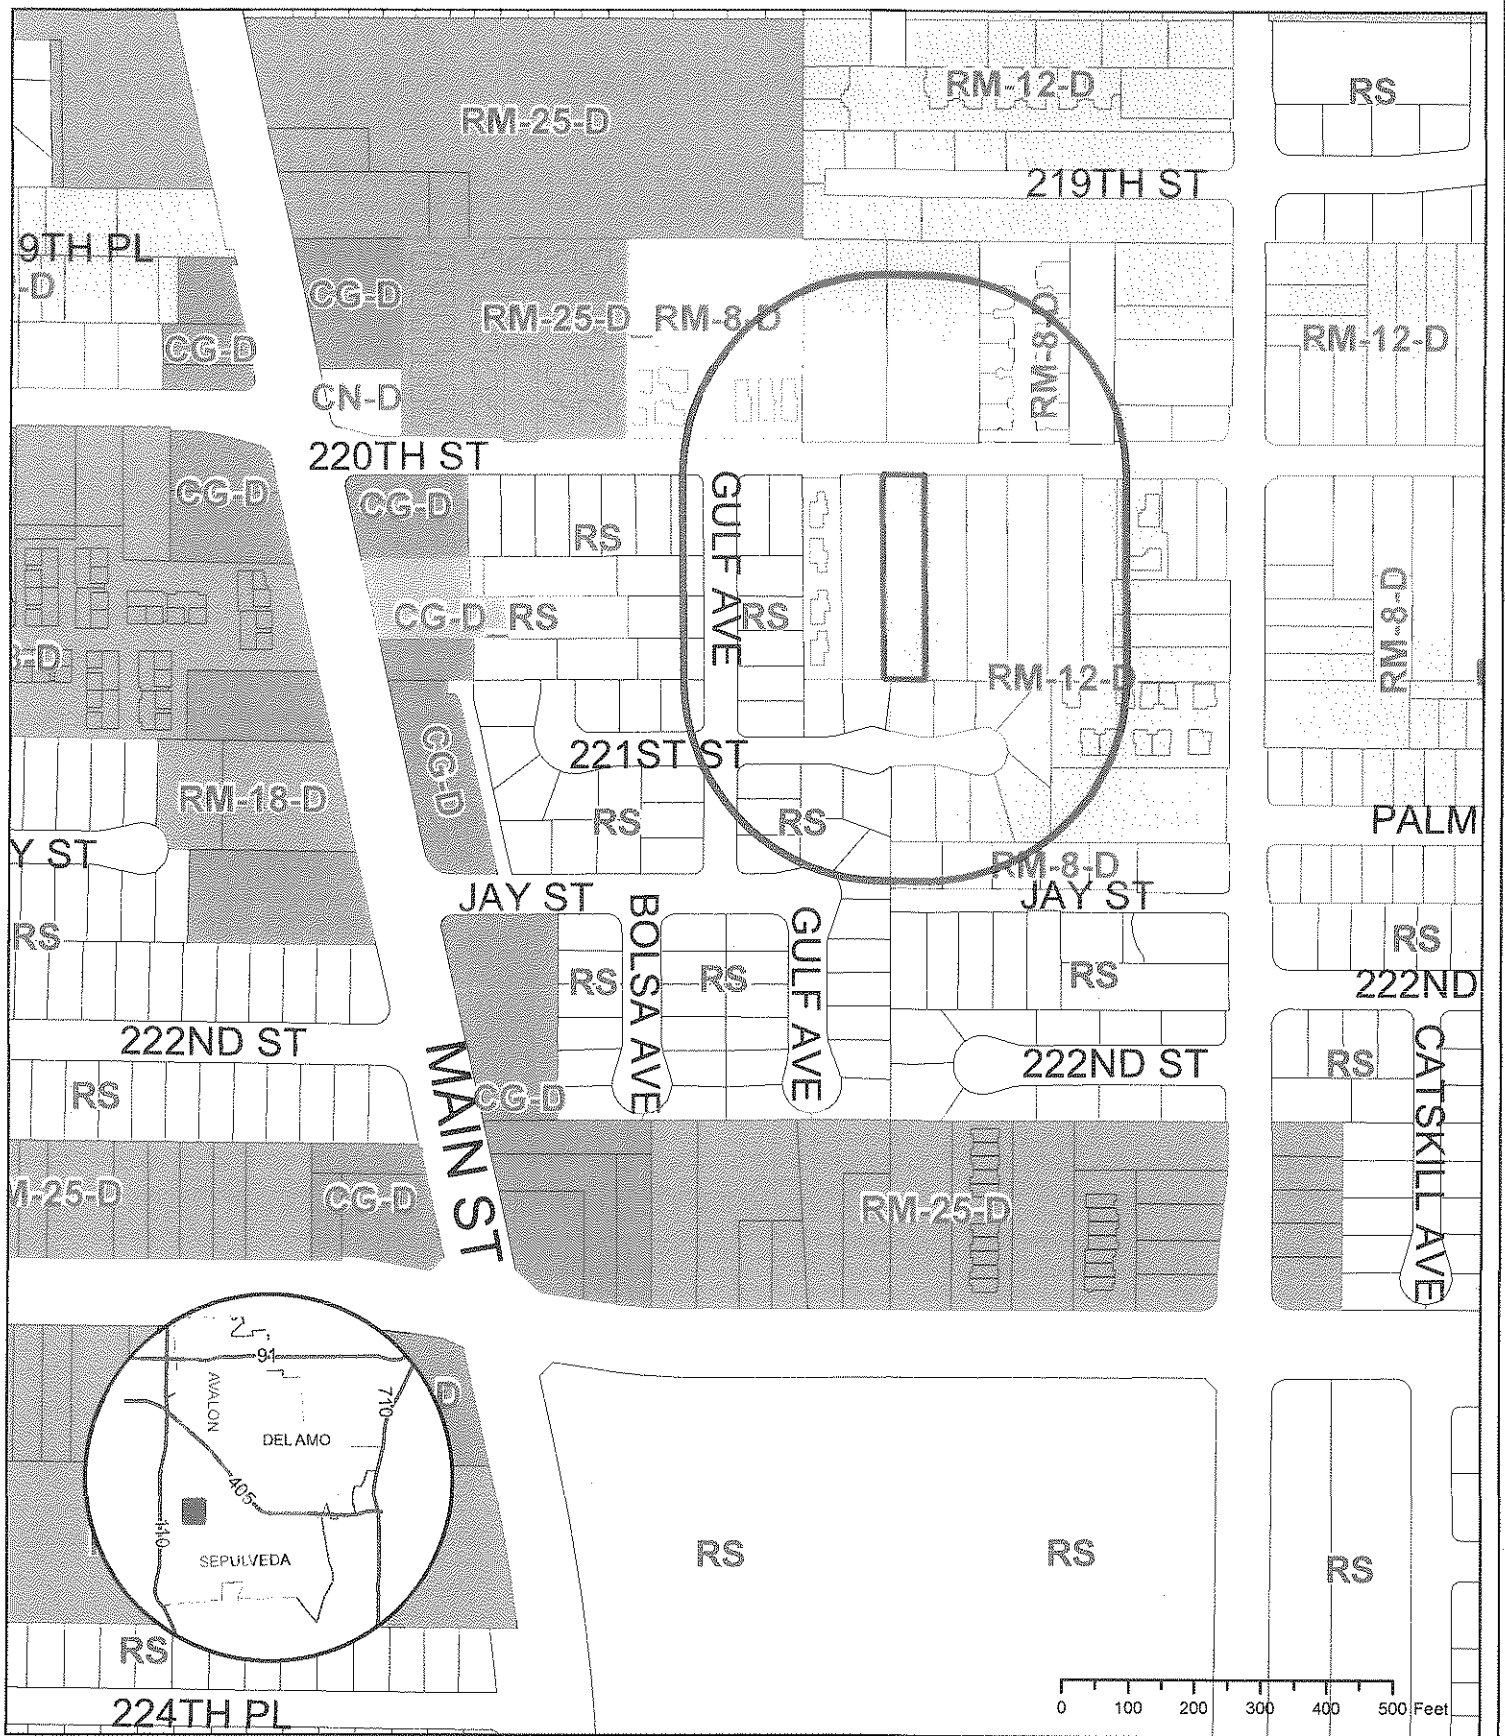 RM-12-D
RS
RM-25-D
219TH ST
9TH PL
-D
CG-D
RM-25-D
RM-8-D
RM-8-D
RM-12-D
CG-D
CN-D
220TH ST
CG-D
CG-D
RS
GULF AVE
CG-D
RS
RS
RM-8-D
-D
RM-12-D
221ST ST
CG-D
RM-18-D
RS
RS
PALM
Y ST
RM-8-D
JAY ST
JAY ST
BOLSA AVE
GULF AVE
RS
RS
RS
RS
RS
222ND
222ND ST
MAIN ST
222ND ST
RS
CATSKILL AVE
RS
CG-D
M-25-D
CG-D
RM-25-D
91
AVALON
710
D
DEL AMO
405
110
SEPULVEDA
RS
RS
RS
RS
224TH PL
0 100 200 300 400 500 Feet